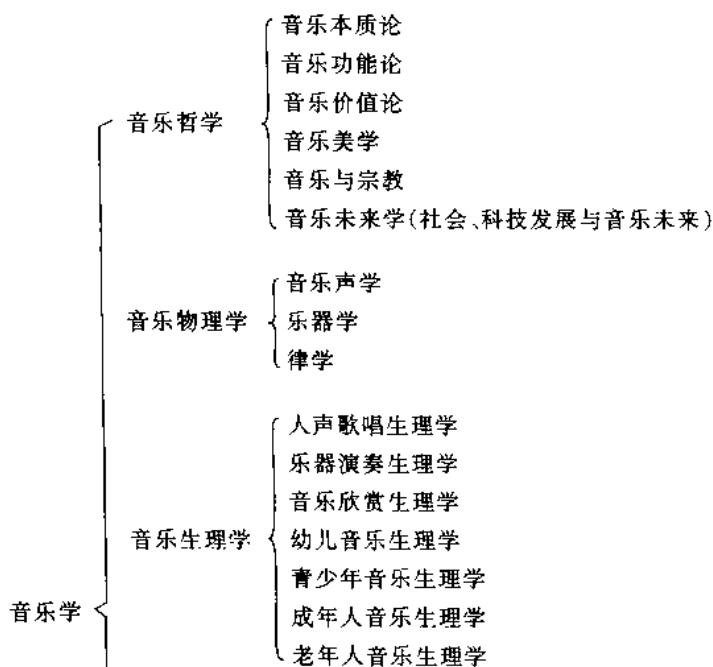 音乐本质论
音乐功能论
音乐价值论
音乐哲学
音乐美学
音乐与宗教
音乐未来学(社会、科技发展与音乐未来)
音乐声学
音乐物理学
乐器学
律学
人声歌唱生理学
乐器演奏生理学
音乐欣赏生理学
音乐生理学
幼儿音乐生理学
青少年音乐生理学
音乐学
成年人音乐生理学
老年人音乐生理学